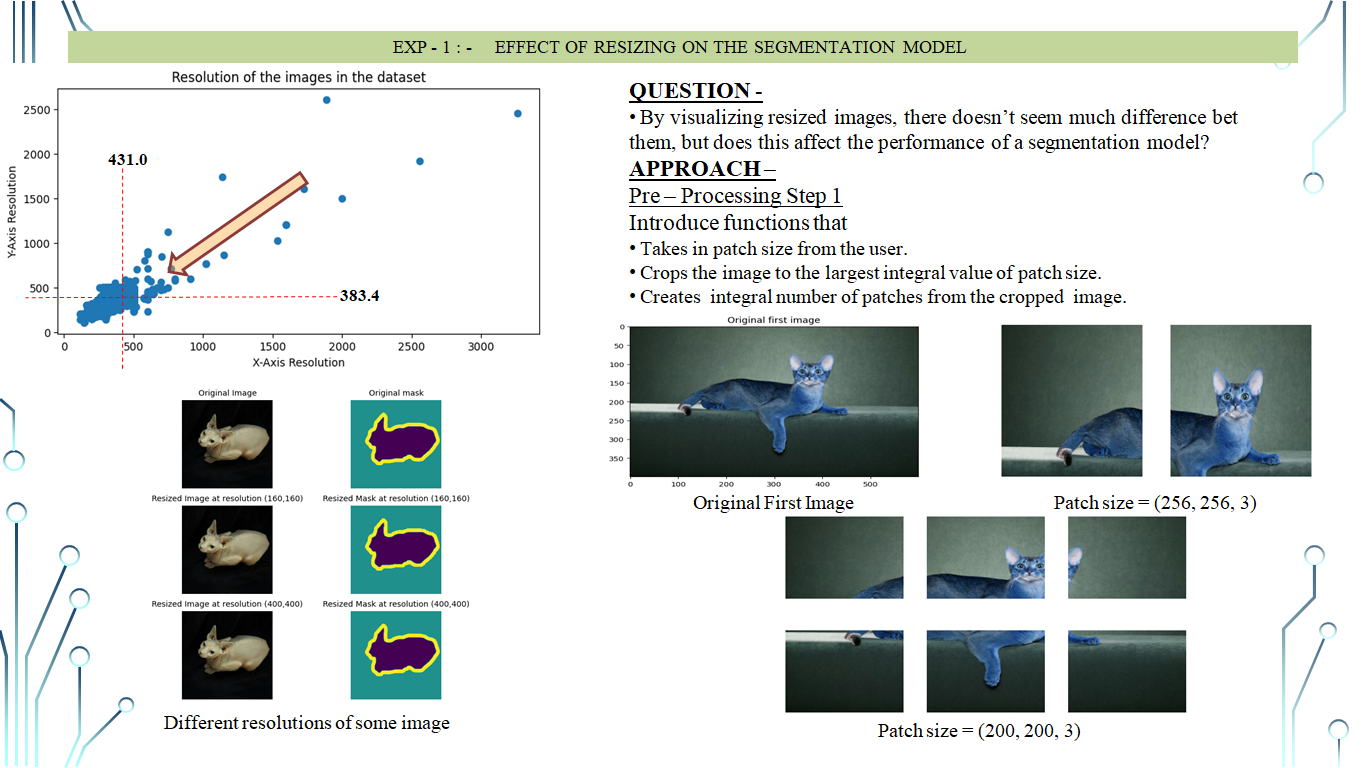 EXP - 1 : - EFFECT OF RESIZING ON THE SEGMENTATION MODEL
Resolution of the images in the dataset
Y-Axis Resolution
2500
2000
1500
1000
500
0
431.0
383.4
0 500 1000 1500 2000 2500 3000
X-Axis Resolution
Original Image Original mask
Resized Image at resolution (160,160) Resized Mask at resolution (160,160)
Resized Image at resolution (400,400) Resized Mask at resolution (400,400)
Different resolutions of some image
QUESTION -
• By visualizing resized images, there doesn't seem much difference bet
them, but does this affect the performance of a segmentation model?
APPROACH –
Pre – Processing Step 1
Introduce functions that
• Takes in patch size from the user.
• Crops the image to the largest integral value of patch size.
• Creates integral number of patches from the cropped image.
Original first image
0
50
100
150
200
250
300
350
0 100 200 300 400 500
Original First Image
Patch size = (256, 256, 3)
Patch size = (200, 200, 3)